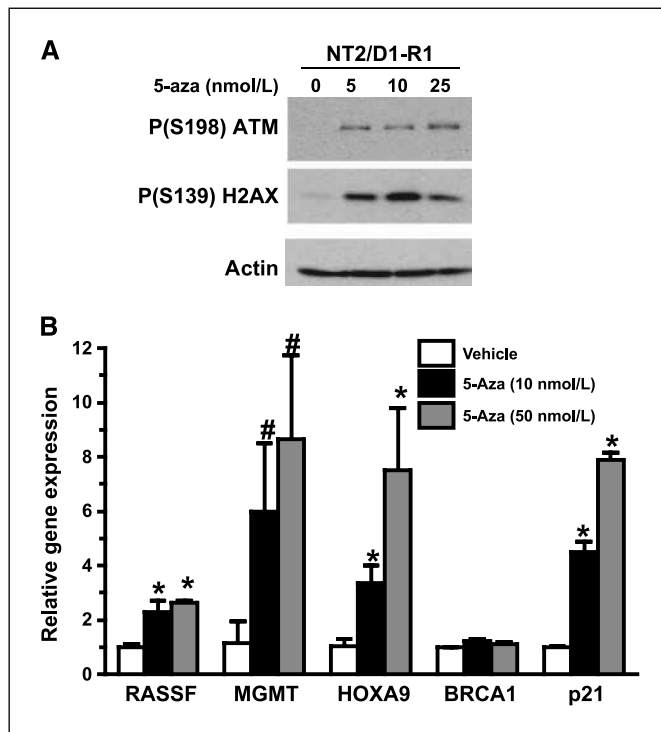 A
NT2/D1-R1
5-aza (nmol/L) 0 5 10 25
P(S198) ATM
P(S139) H2AX
Actin
B
Relative gene expression
12
10
8
6
4
2
0
Vehicle
5-Aza (10 nmol/L)
5-Aza (50 nmol/L)
* * # # * * * *
RASSF MGMT HOXA9 BRCA1 p21